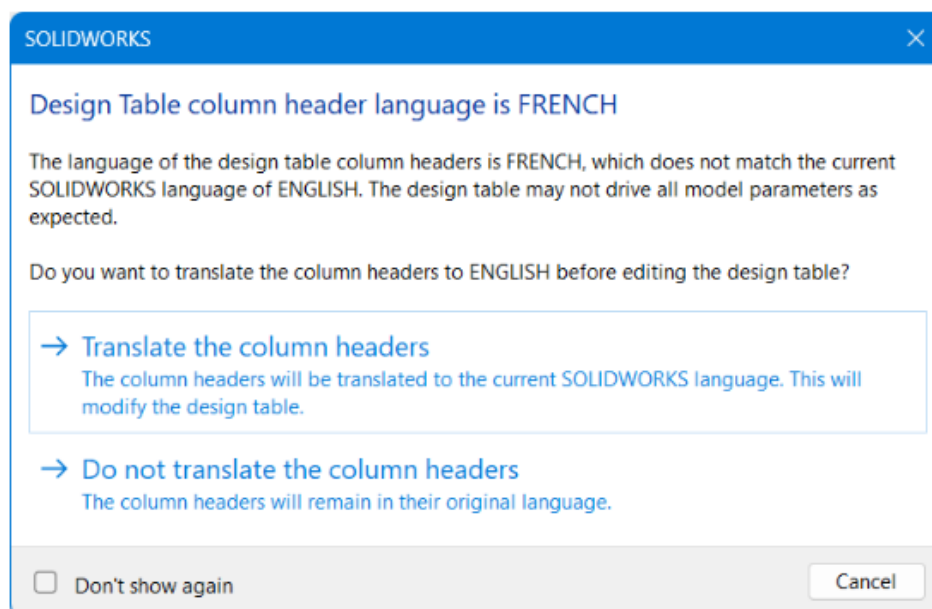 SOLIDWORKS
Design Table column header language is FRENCH
The language of the design table column headers is FRENCH, which does not match the current
SOLIDWORKS language of ENGLISH. The design table may not drive all model parameters as
expected.
Do you want to translate the column headers to ENGLISH before editing the design table?
Translate the column headers
The column headers will be translated to the current SOLIDWORKS language. This will
modify the design table.
Do not translate the column headers
The column headers will remain in their original language.
Don't show again
Cancel